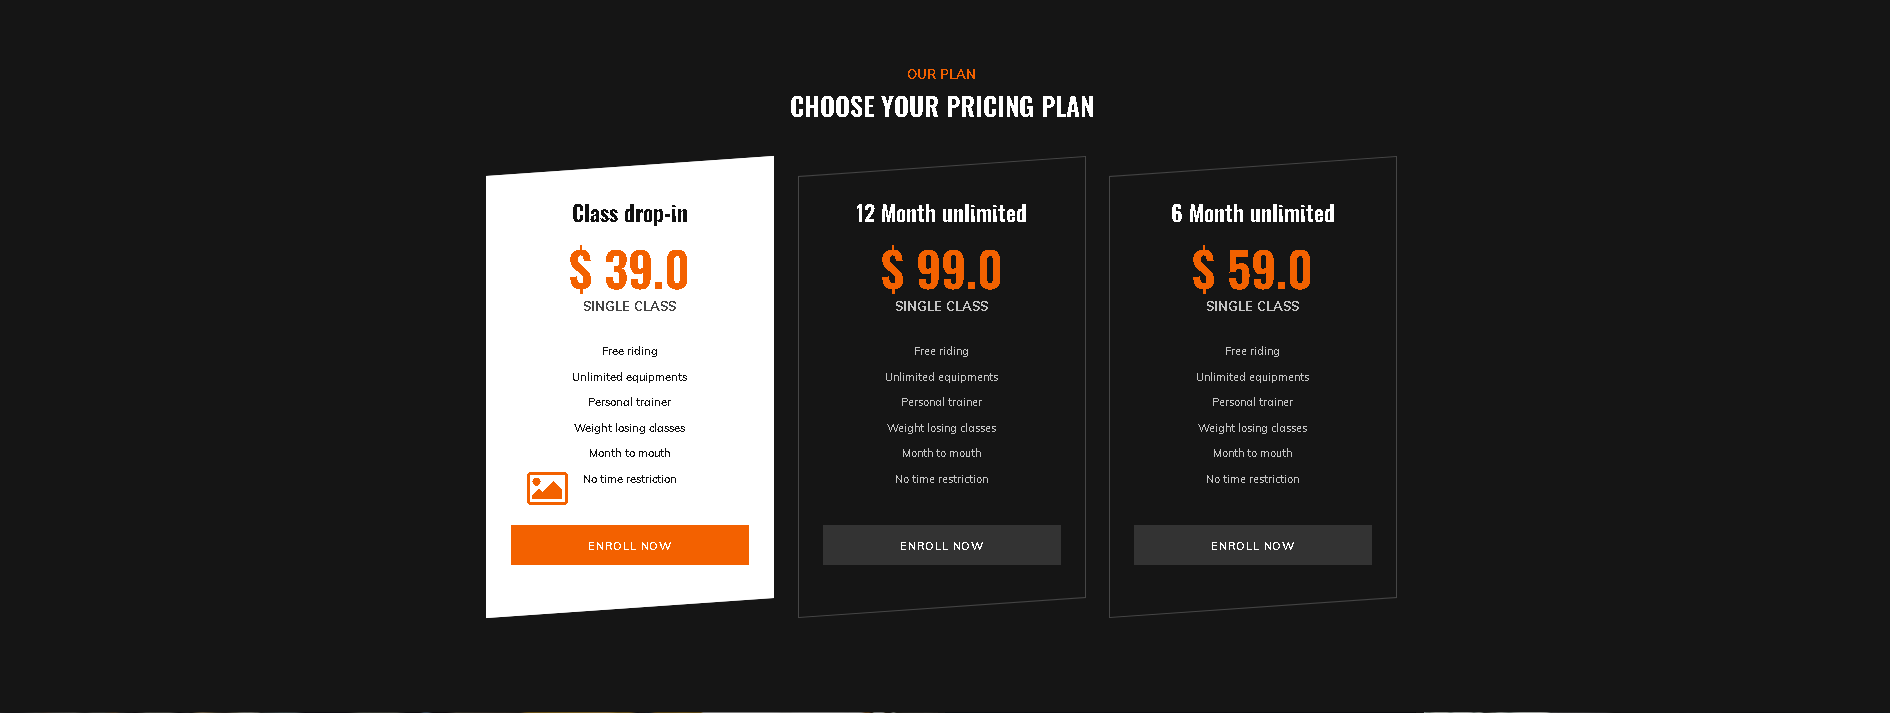 OUR PLAN
CHOOSE YOUR PRICING PLAN
Class drop-in
$ 39.0
SINGLE CLASS
Free riding
Unlimited equipments
Personal trainer
Weight losing classes
Month to mouth
No time restriction
ENROLL NOW
12 Month unlimited
$ 99.0
SINGLE CLASS
Free riding
Unlimited equipments
Personal trainer
Weight losing classes
Month to mouth
No time restriction
ENROLL NOW
6 Month unlimited
$ 59.0
SINGLE CLASS
Free riding
Unlimited equipments
Personal trainer
Weight losing classes
Month to mouth
No time restriction
ENROLL NOW